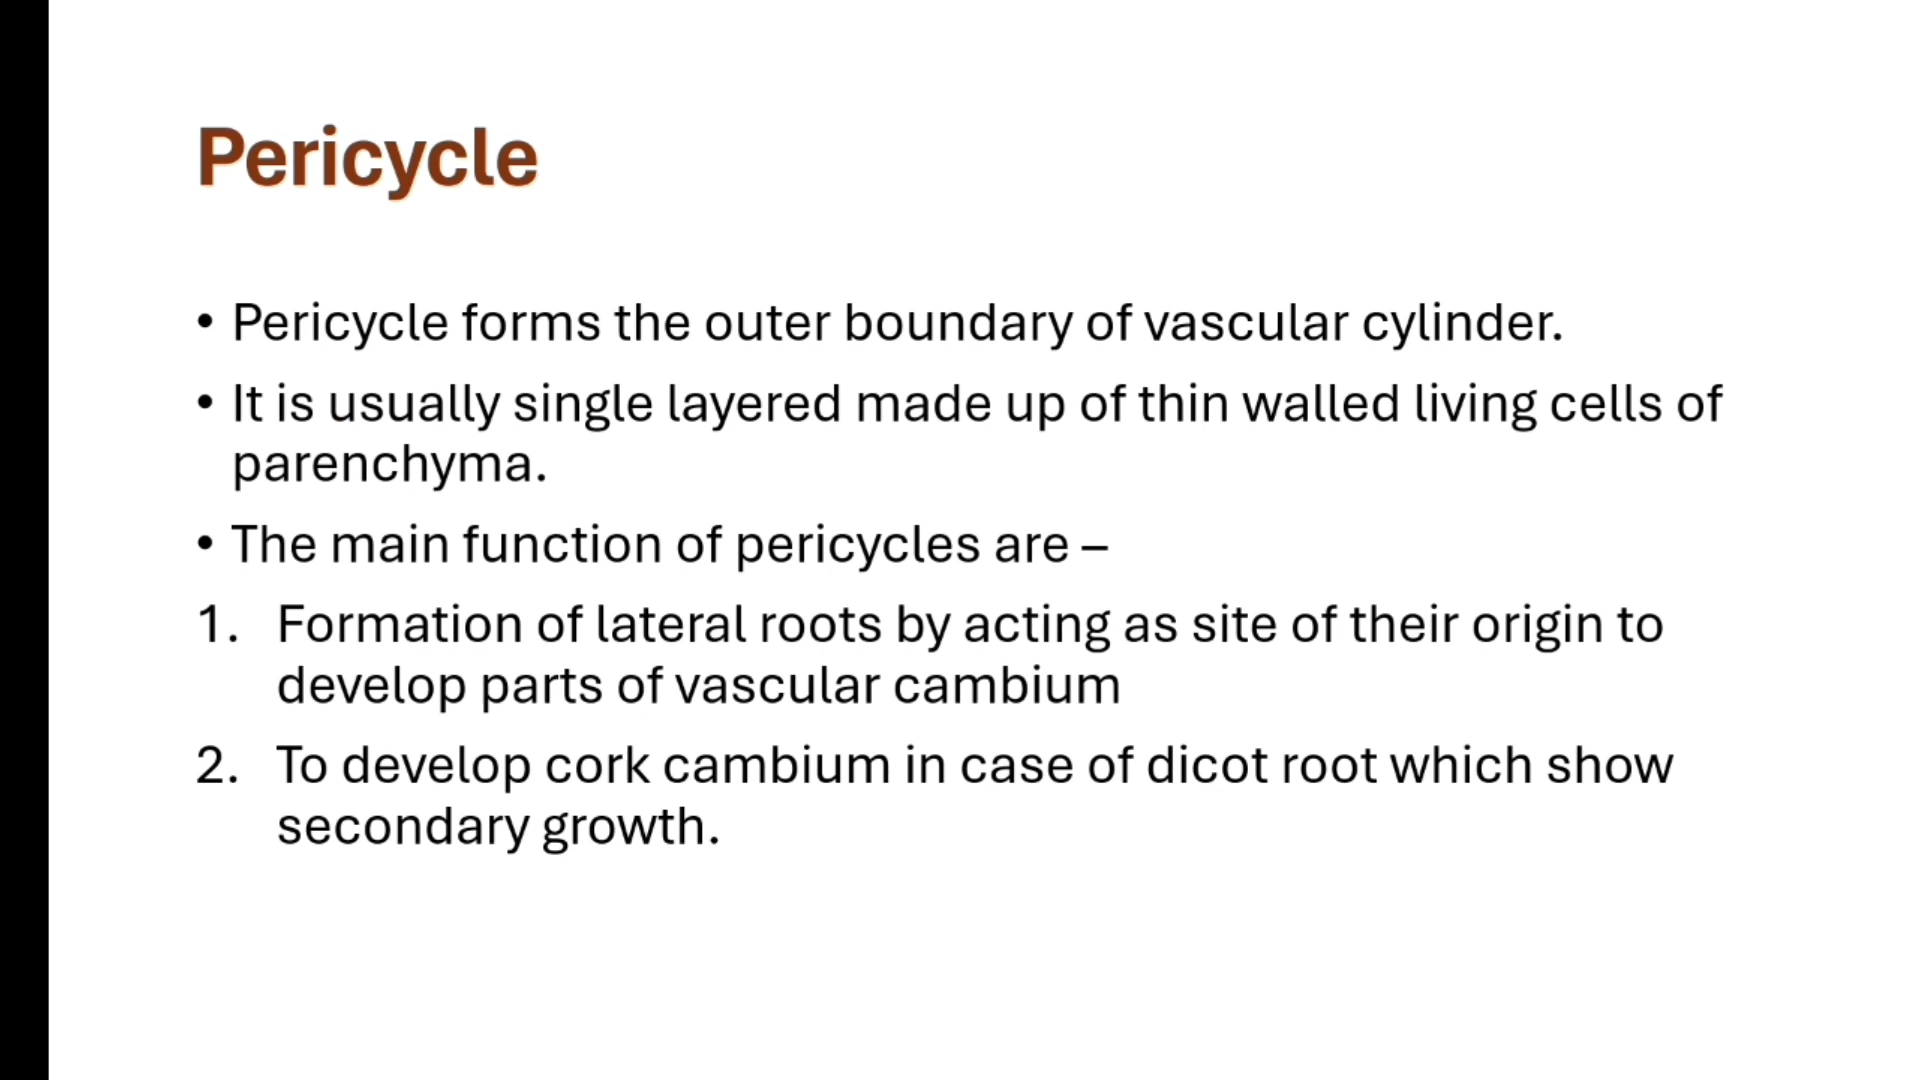 Pericycle
• Pericycle forms the outer boundary of vascular cylinder.
• It is usually single layered made up of thin walled living cells of
parenchyma.
• The main function of pericycles are –
1. Formation of lateral roots by acting as site of their origin to
develop parts of vascular cambium
2. To develop cork cambium in case of dicot root which show
secondary growth.